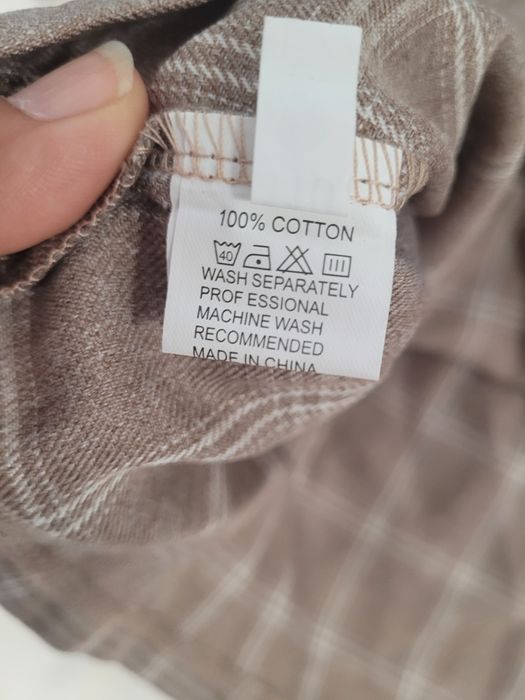 100% COTTON
40
WASH SEPARATELY
PROF ESSIONAL
MACHINE WASH
RECOMMENDED
MADE IN CHINA